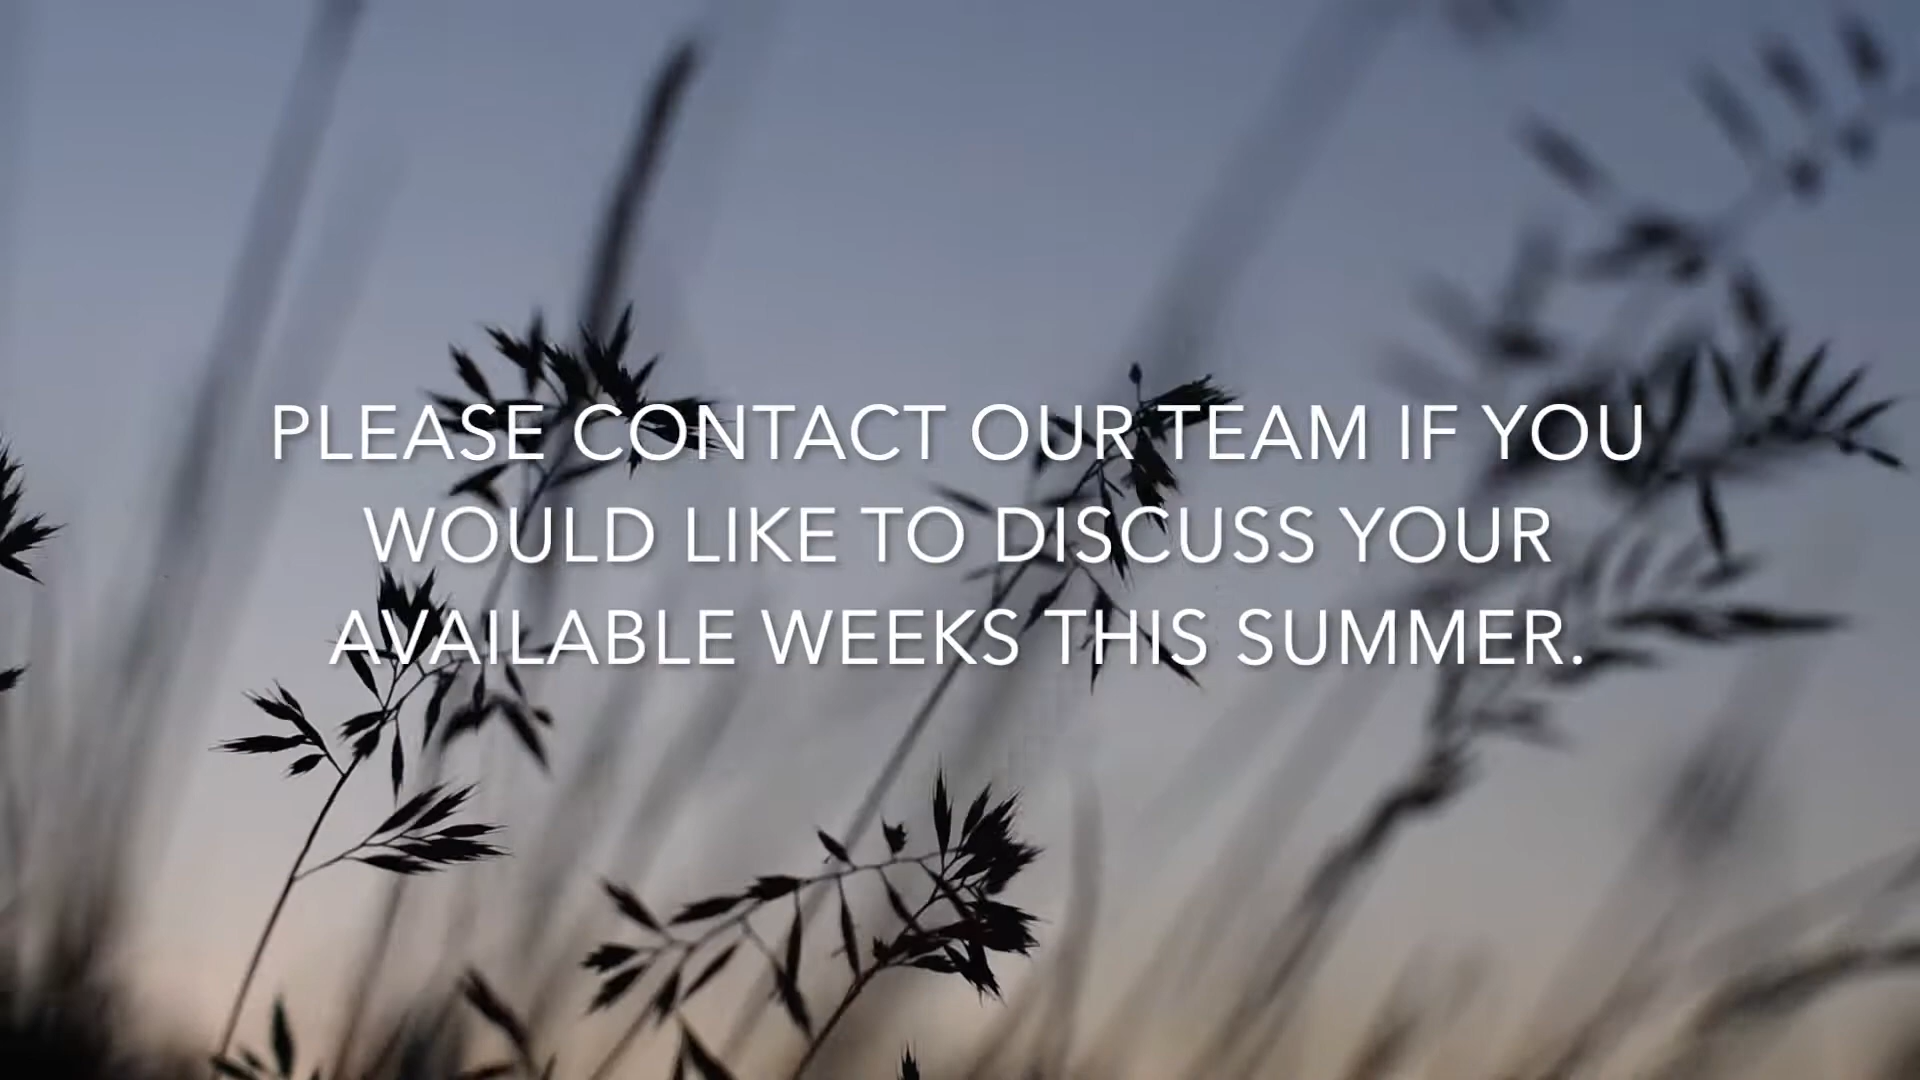 PLEASE CONTACT OUR TEAM IF YOU
WOULD LIKE TO DISCUSS YOUR
AVAILABLE WEEKS THIS SUMMER.